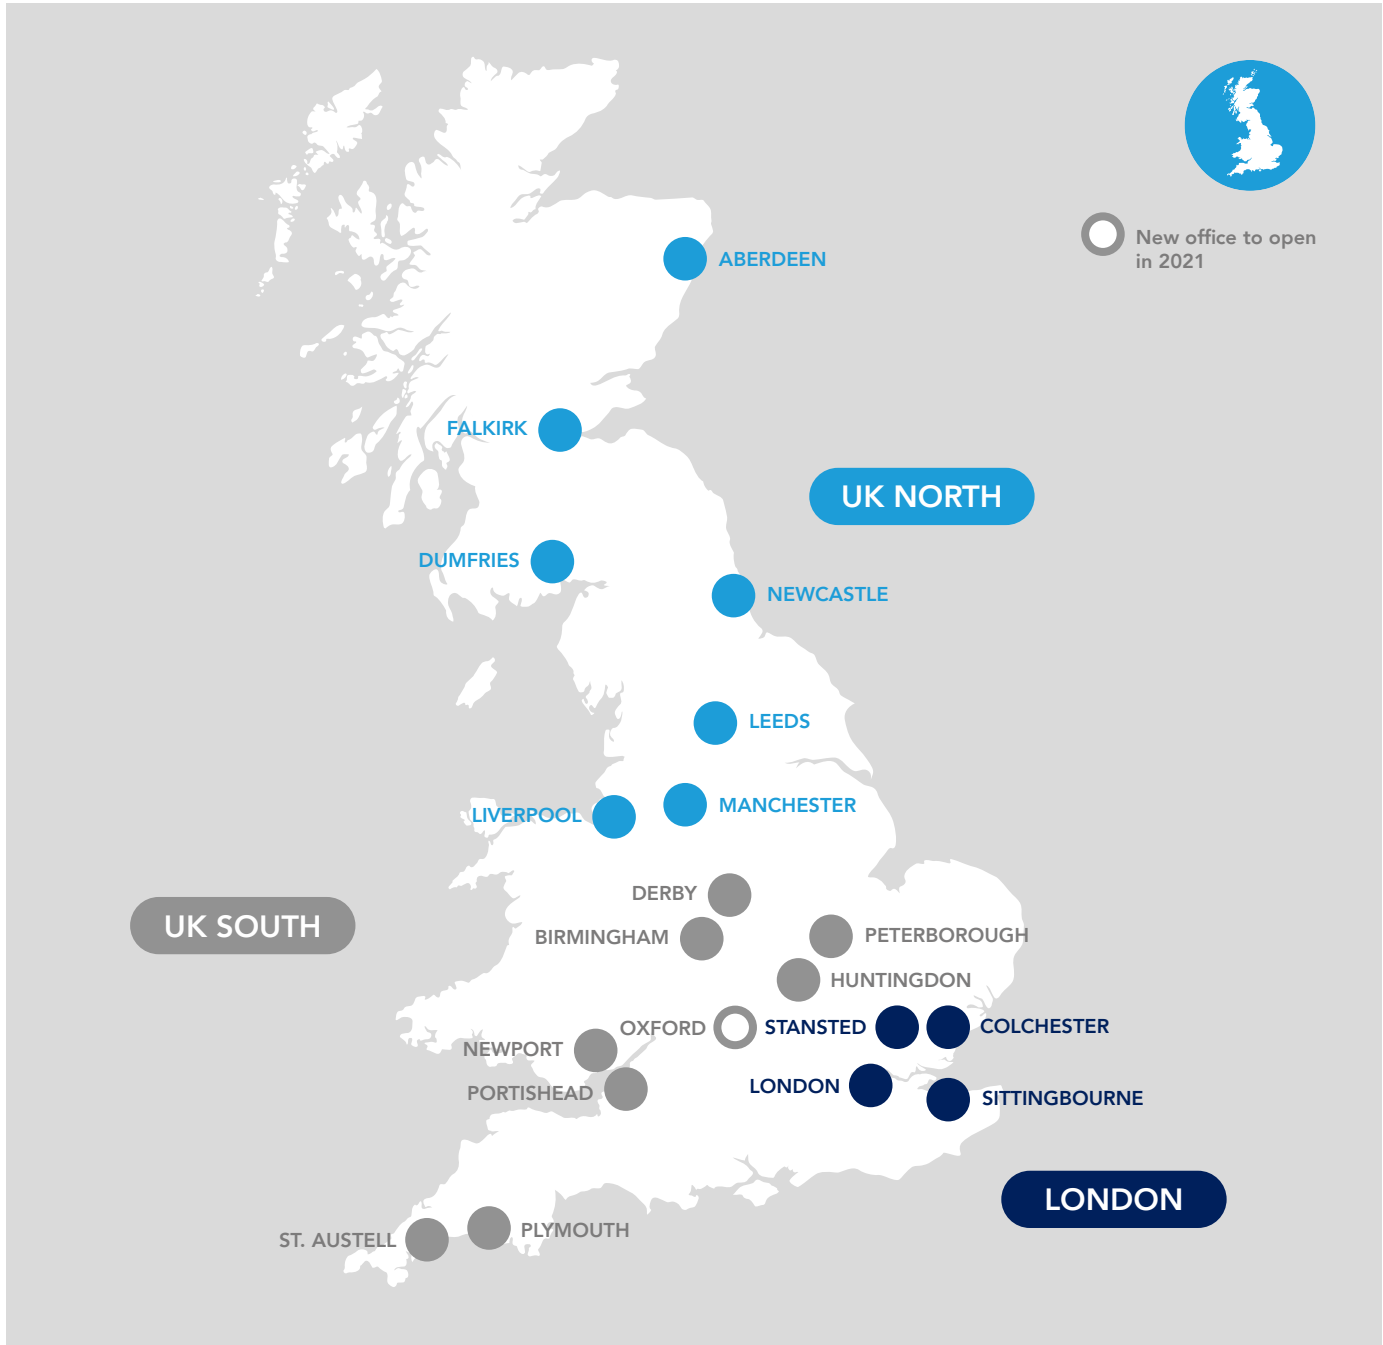 New office to open
in 2021
ABERDEEN
FALKIRK
UK NORTH
DUMFRIES
NEWCASTLE
LEEDS
MANCHESTER
LIVERPOOL
DERBY
UK SOUTH
BIRMINGHAM
PETERBOROUGH
HUNTINGDON
OXFORD
STANSTED
COLCHESTER
NEWPORT
PORTISHEAD
LONDON
SITTINGBOURNE
LONDON
PLYMOUTH
ST. AUSTELL